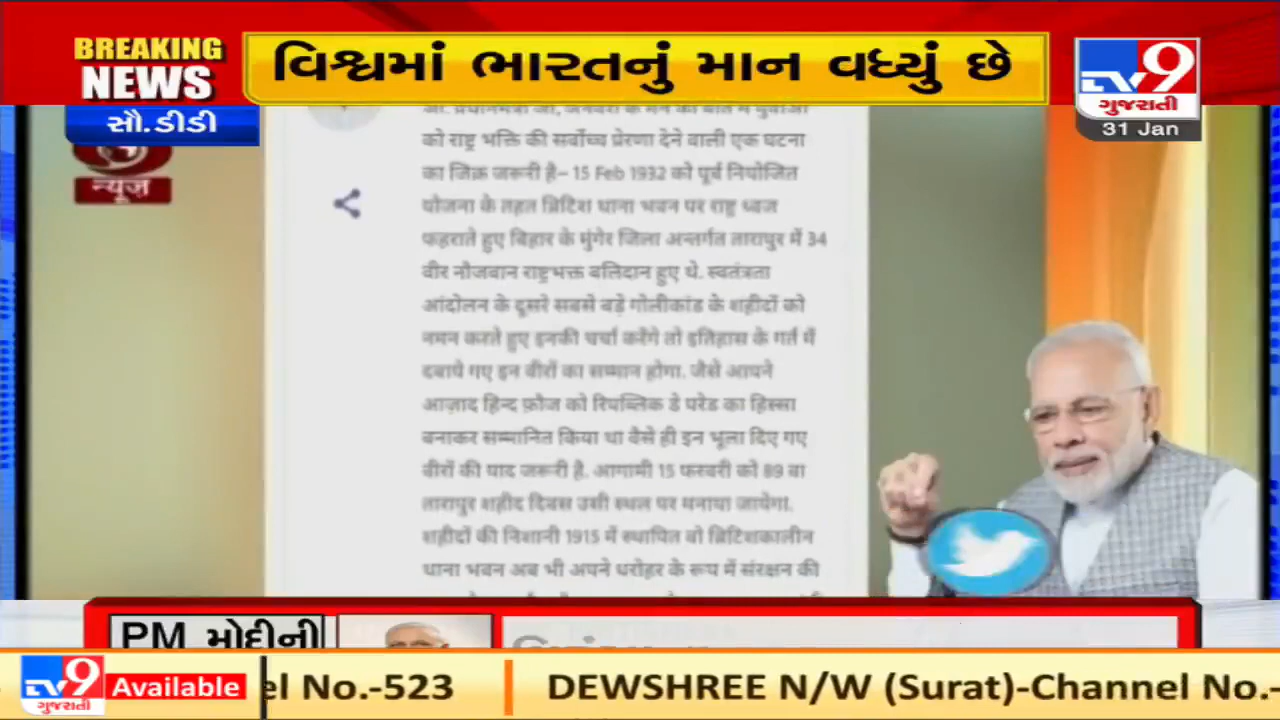 BREAKING
NEWS
વિશ્વમાં ભારતનું માન વધ્યું છે
TV9
ગુજરાતી
31 Jan
સૌ.ડીડી
न्यूज़
को राष्ट्र भक्ति की सर्वोच्च प्रेरणा देने वाली एक घटना
का जिक्र जरूरी है– 15 Feb 1932 को पूर्व नियोजित
योजना के तहत ब्रिटिश थाना भवन पर राष्ट्र ध्वज
फहराते हुए बिहार के मुंगेर जिला अन्तर्गत तारापुर में 34
वीर नौजवान राष्ट्रभक्त बलिदान हुए थे. स्वतंत्रता
आंदोलन के दूसरे सबसे बड़े गोलीकांड के शहीदों को
नमन करते हुए इनकी चर्चा करेंगे तो इतिहास के गर्त में
दबाये गए इन वीरों का सम्मान होगा. जैसे आपने
आज़ाद हिन्द फ़ौज को रिपब्लिक डे परेड का हिस्सा
बनाकर सम्मानित किया था वैसे ही इन भूला दिए गए
वीरों की याद जरूरी है. आगामी 15 फरवरी को 89 वा
तारापुर शहीद दिवस उसी स्थल पर मनाया जायेगा.
शहीदों की निशानी 1915 में स्थापित वो ब्रिटिशकालीन
थाना भवन अब भी अपने धरोहर के रूप में संरक्षण की
PM મોદીની
TV9
ગુજરાતી
Available
el No.-523
DEWSHREE N/W (Surat)-Channel No.-